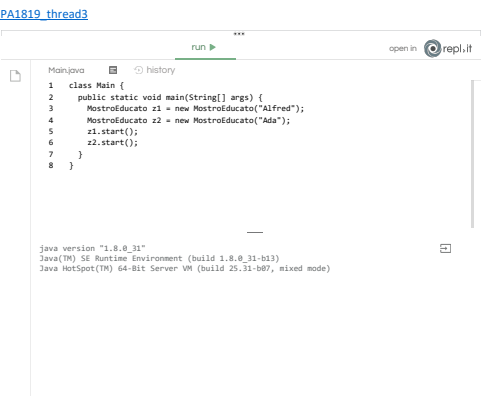 PA1819_thread3
run
open in repl.it
Main.java
history
1 class Main {
2 public static void main(String[] args) {
3 MostroEducato z1 = new MostroEducato("Alfred");
4 MostroEducato z2 = new MostroEducato("Ada");
5 z1.start();
6 z2.start();
7 }
8 }
java version "1.8.0_31"
Java(TM) SE Runtime Environment (build 1.8.0_31-b13)
Java HotSpot(TM) 64-Bit Server VM (build 25.31-b07, mixed mode)